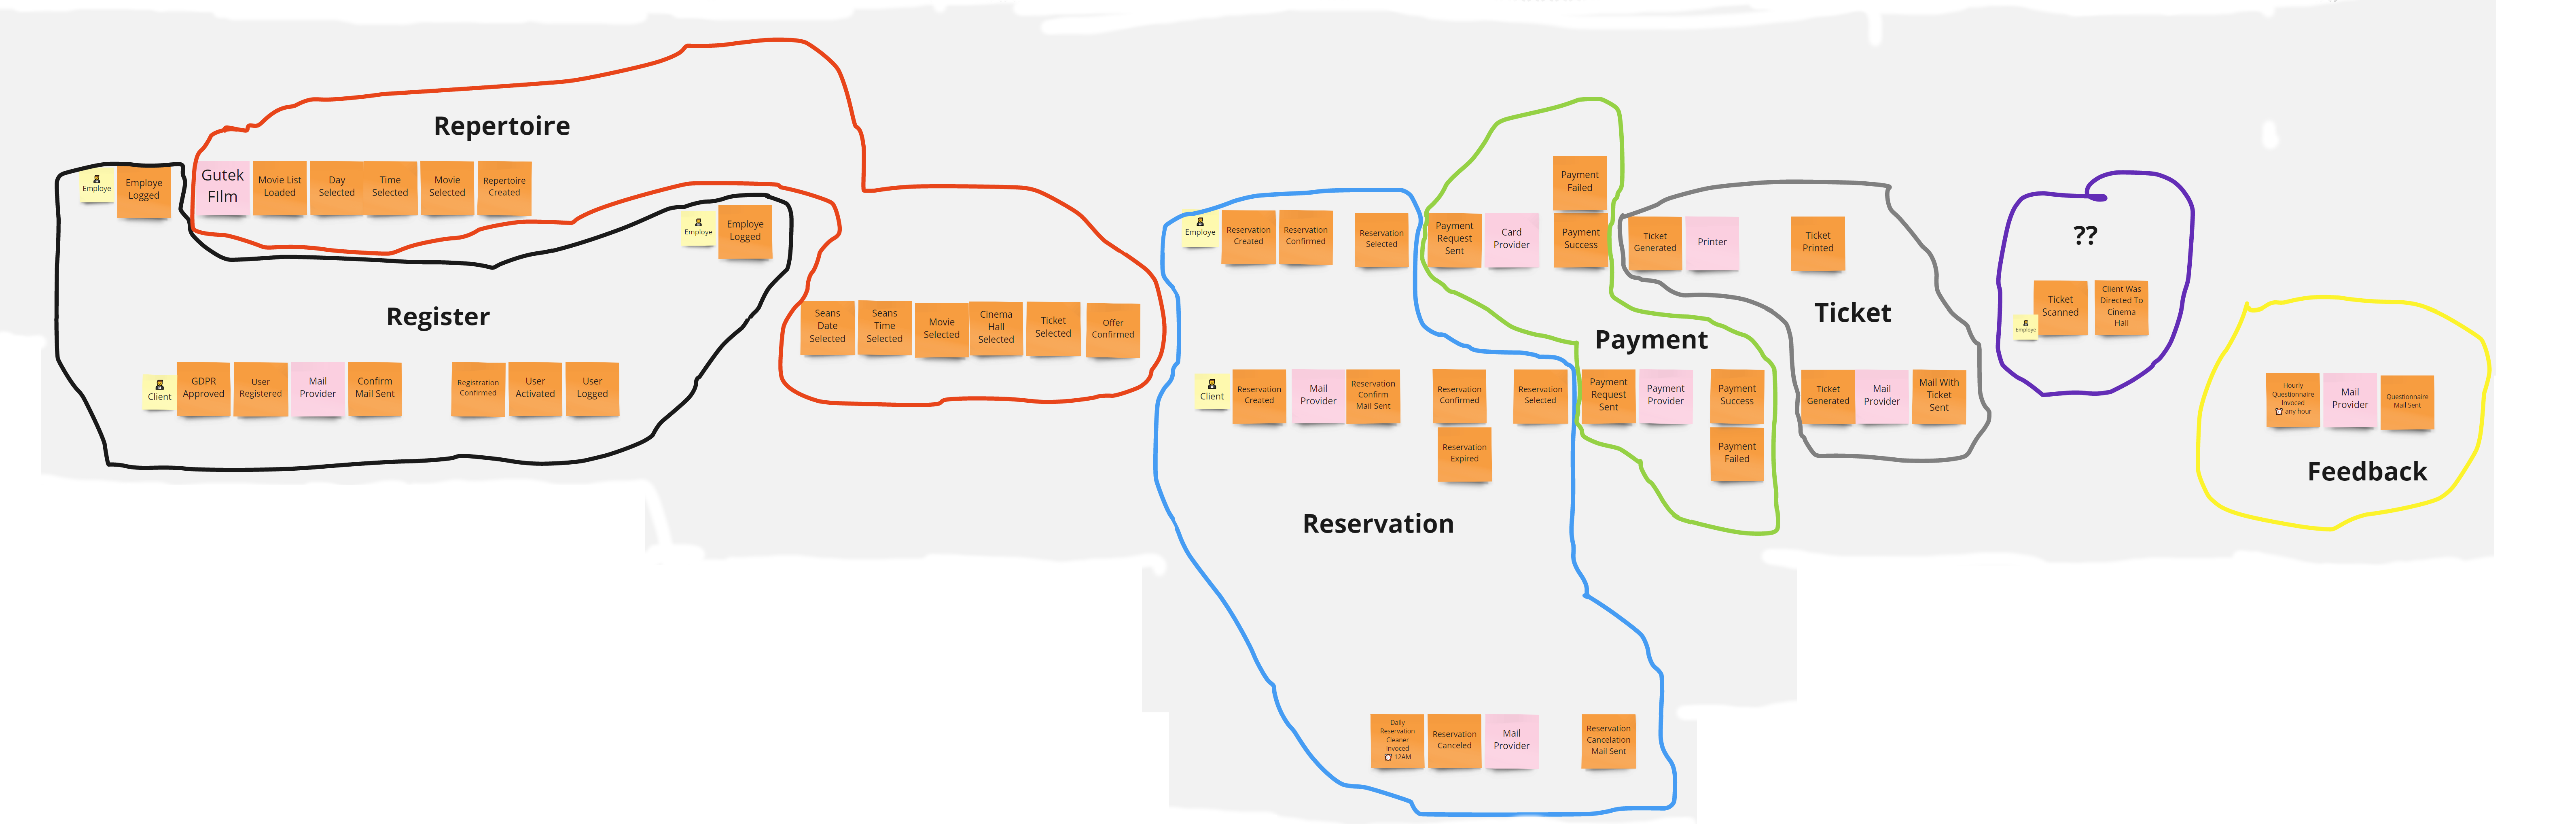 Repertoire
Employe
Employe
Logged
Gutek
FIlm
Movie List
Loaded
Day
Selected
Time
Selected
Movie
Selected
Repertoire
Created
Employe
Employe
Logged
Register
Client
GDPR
Approved
User
Registered
Mail
Provider
Confirm
Mail Sent
Registration
Confirmed
User
Activated
User
Logged
Seans
Date
Selected
Seans
Time
Selected
Movie
Selected
Cinema
Hall
Selected
Ticket
Selected
Offer
Confirmed
Employe
Reservation
Created
Reservation
Confirmed
Reservation
Selected
Client
Reservation
Created
Mail
Provider
Reservation
Confirm
Mail Sent
Reservation
Confirmed
Reservation
Selected
Reservation
Expired
Reservation
Daily
Reservation
Cleaner
Invoced
12AM
Reservation
Canceled
Mail
Provider
Reservation
Cancelation
Mail Sent
Payment
Failed
Payment
Request
Sent
Card
Provider
Payment
Success
Payment
Payment
Request
Sent
Payment
Provider
Payment
Success
Payment
Failed
Ticket
Generated
Printer
Ticket
Printed
Ticket
Ticket
Generated
Mail
Provider
Mail With
Ticket
Sent
??
Employe
Ticket
Scanned
Client Was
Directed To
Cinema
Hall
Hourly
Questionnaire
Invoced
any hour
Mail
Provider
Questionnaire
Mail Sent
Feedback